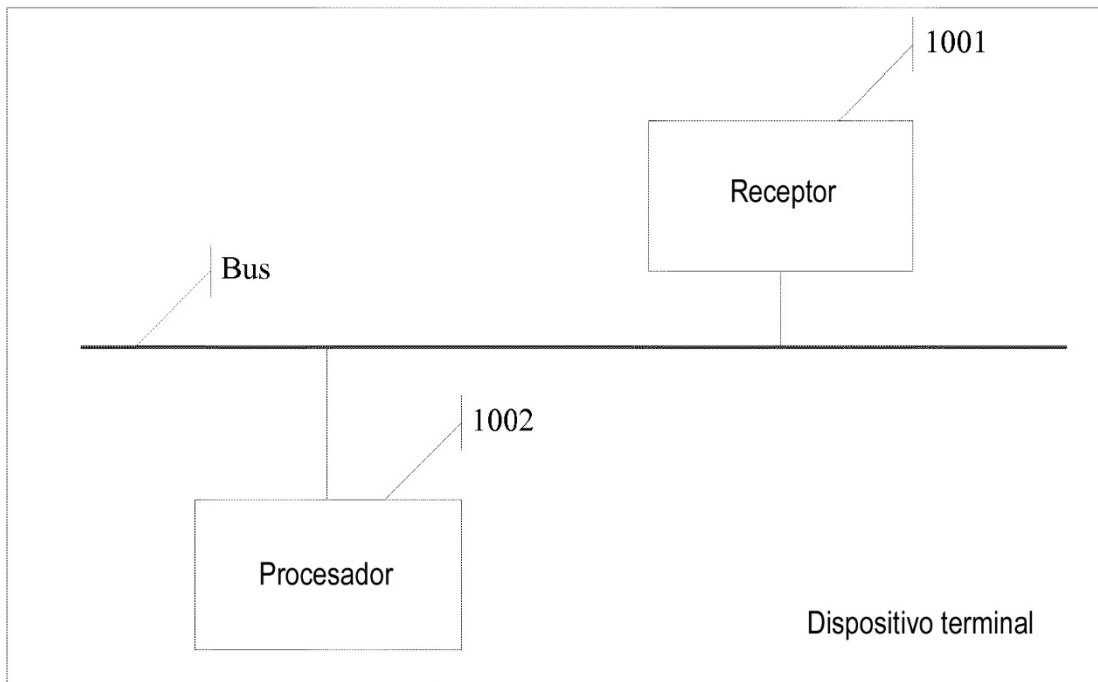 1001
Receptor
Bus
1002
Procesador
Dispositivo terminal